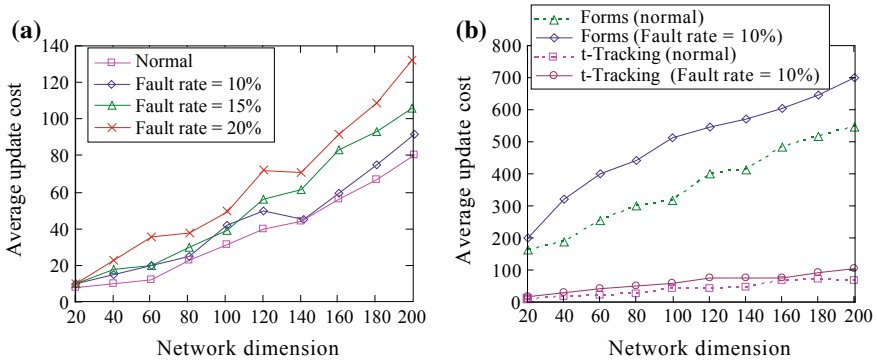 (a)
140
120
100
80
60
40
20
0
Average update cost
Normal
Fault rate = 10%
Fault rate = 15%
Fault rate = 20%
20 40 60 80 100 120 140 160 180 200
Network dimension
(b)
Forms (normal)
Forms (Fault rate = 10%)
t-Tracking (normal)
t-Tracking (Fault rate = 10%)
800
700
600
500
400
300
200
100
0
Average update cost
20 40 60 80 100 120 140 160 180 200
Network dimension